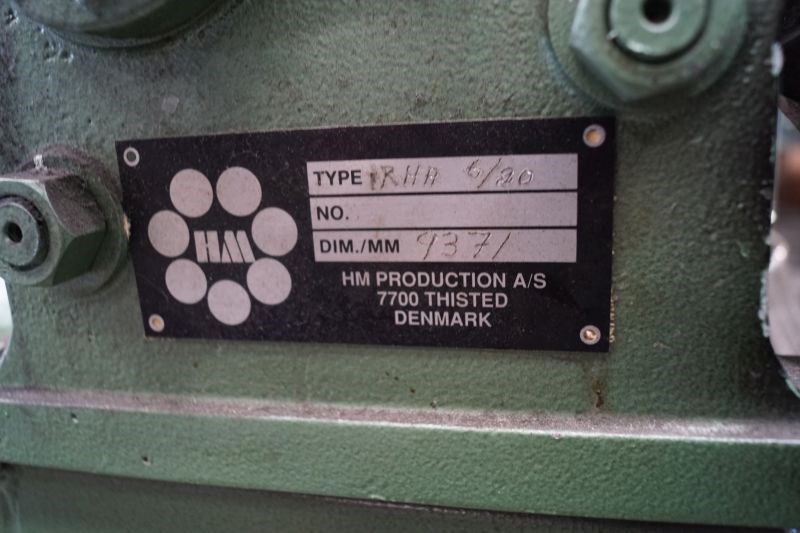 HM
TYPE RHA 6/20
NO.
DIM./MM 9371
HM PRODUCTION A/S
7700 THISTED
DENMARK